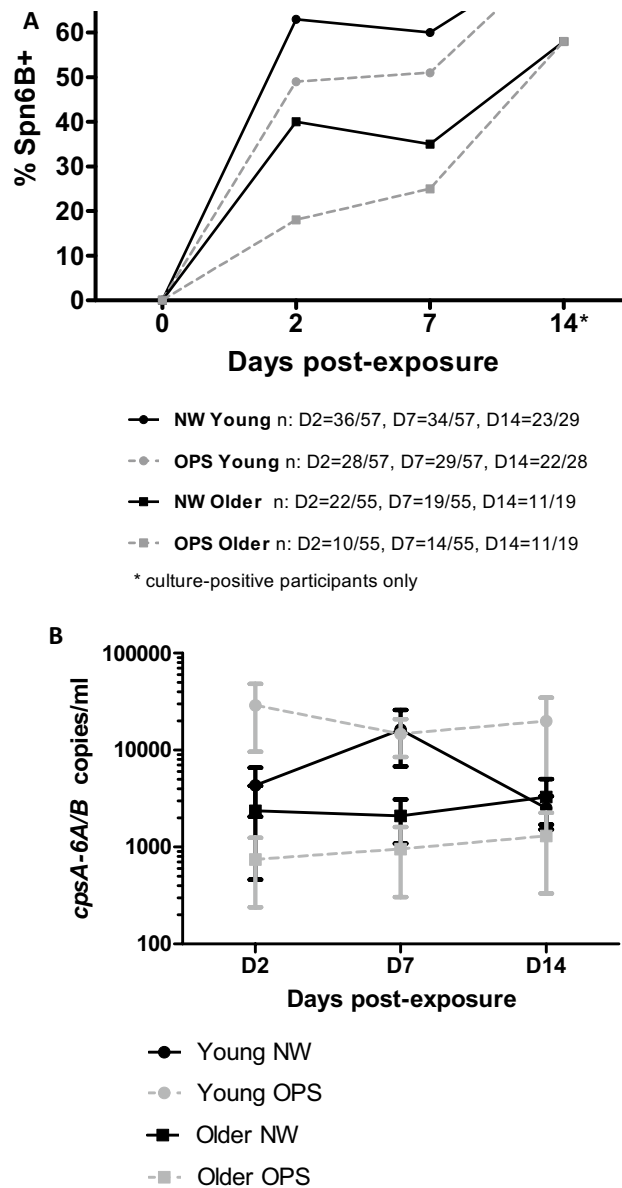 A
60
50
40
30
20
10
0
% Spn6B+
0 2 7 14*
Days post-exposure
NW Young n: D2=36/57, D7=34/57, D14=23/29
OPS Young n: D2=28/57, D7=29/57, D14=22/28
NW Older n: D2=22/55, D7=19/55, D14=11/19
OPS Older n: D2=10/55, D7=14/55, D14=11/19
* culture-positive participants only
B
100000
10000
1000
100
cpsA-6A/B copies/ml
D2 D7 D14
Days post-exposure
Young NW
Young OPS
Older NW
Older OPS